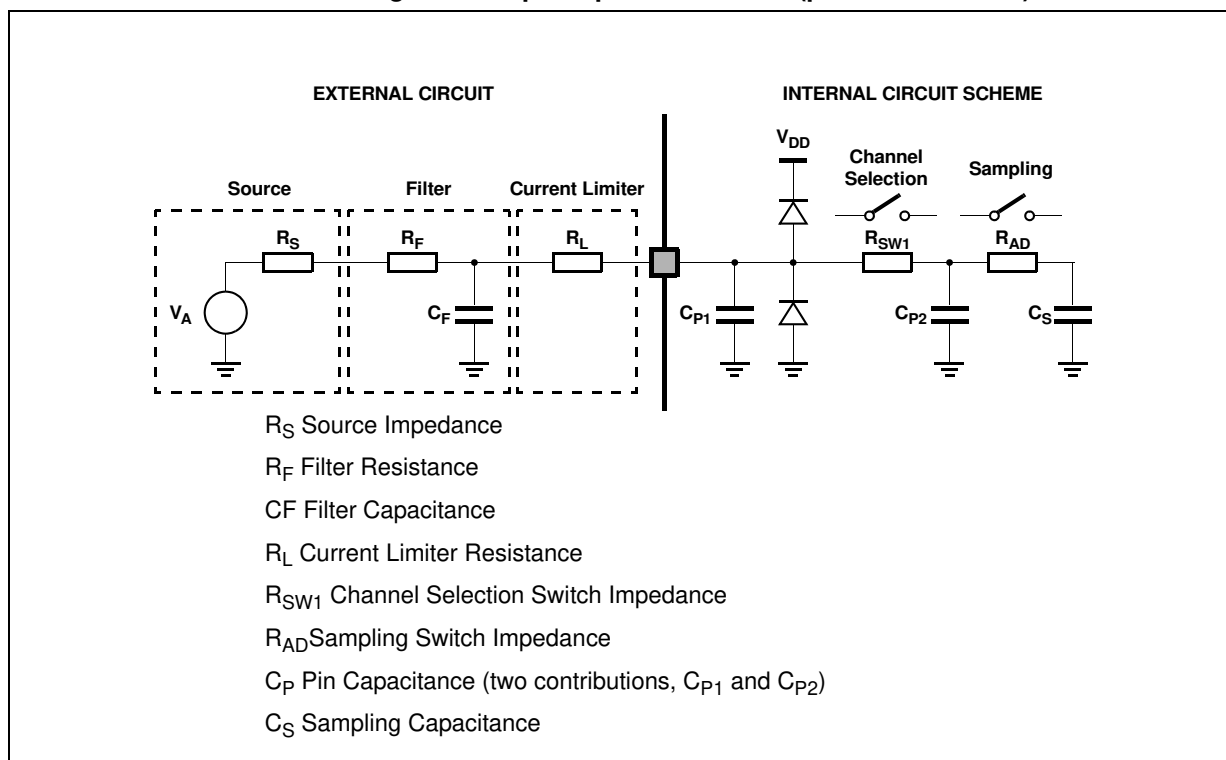 EXTERNAL CIRCUIT
INTERNAL CIRCUIT SCHEME
VDD
Channel
Selection
Sampling
Source
Filter
Current Limiter
RS
RF
RL
RSW1
RAD
VA
CF
CP1
CP2
CS
RS Source Impedance
RF Filter Resistance
CF Filter Capacitance
RL Current Limiter Resistance
RSW1 Channel Selection Switch Impedance
RADSampling Switch Impedance
CP Pin Capacitance (two contributions, CP1 and CP2)
CS Sampling Capacitance